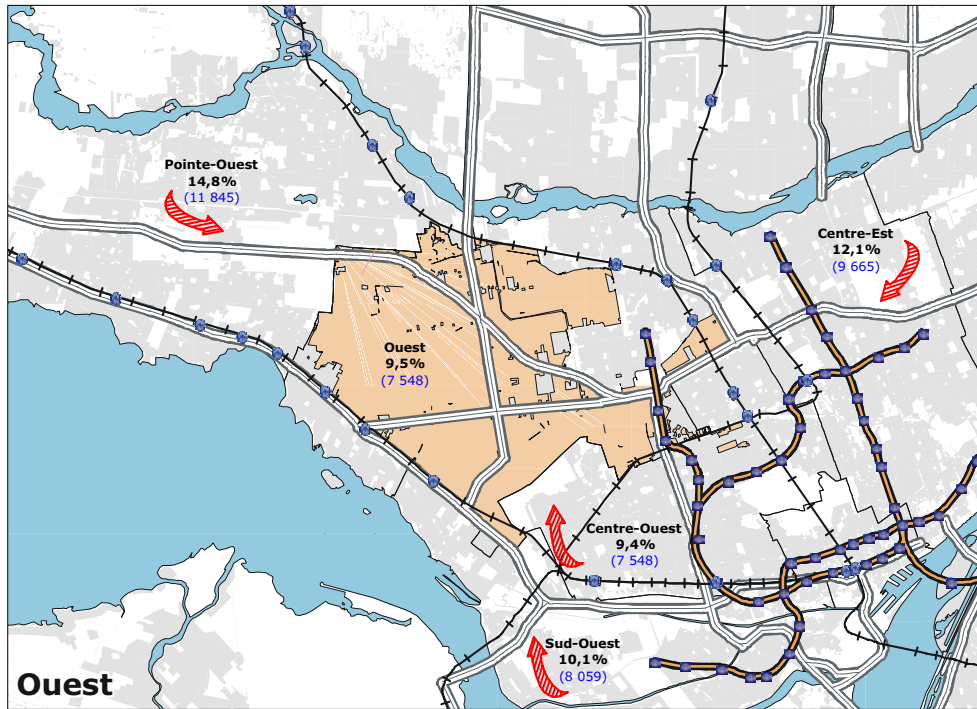 Pointe-Ouest
14,8%
(11 845)
Centre-Est
12,1%
(9 665)
Ouest
9,5%
(7 548)
Centre-Ouest
9,4%
(7 548)
Sud-Ouest
10,1%
(8 059)
Ouest